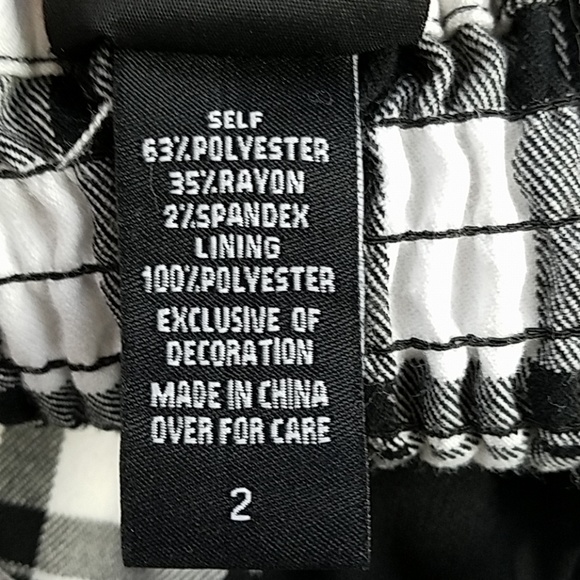 SELF
63%POLYESTER
35%RAYON
2%SPANDEX
LINING
100%POLYESTER
EXCLUSIVE OF
DECORATION
MADE IN CHINA
OVER FOR CARE
2